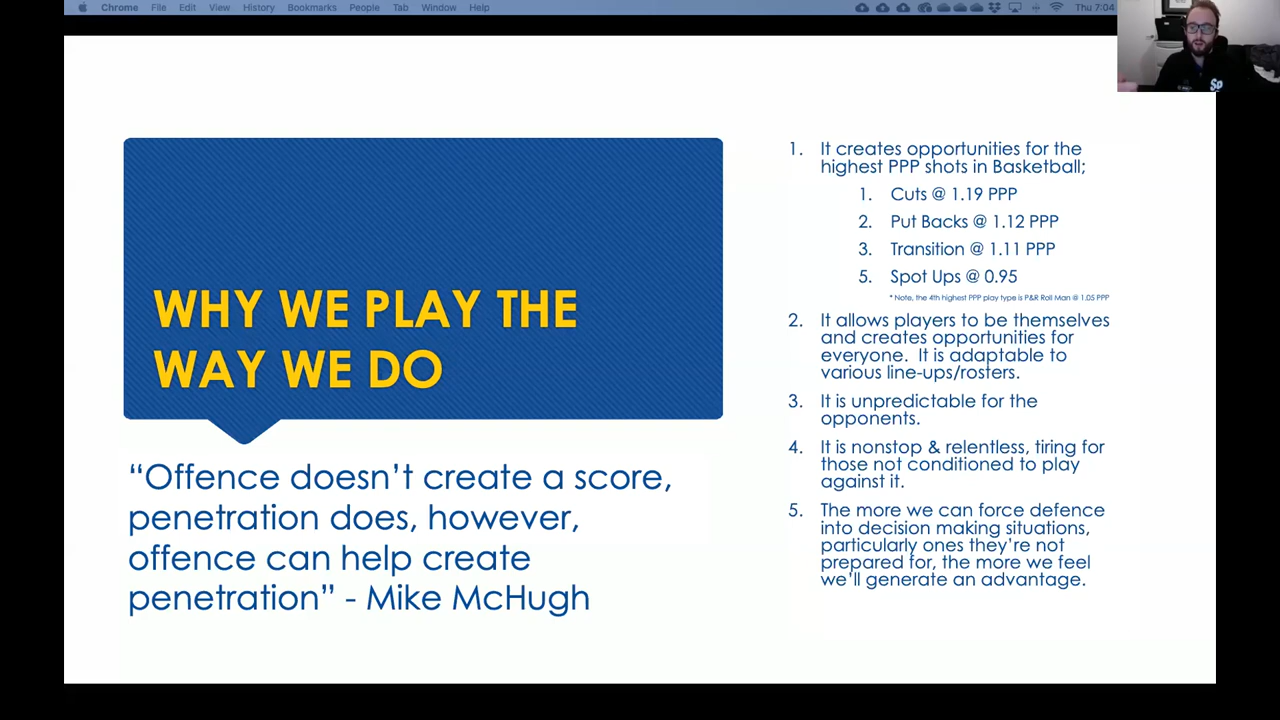 Chrome File Edit View History Bookmarks People Tab Window Help
Thu 7:04
Sp
WHY WE PLAY THE
WAY WE DO
“Offence doesn’t create a score,
penetration does, however,
offence can help create
penetration” - Mike McHugh
1. It creates opportunities for the
highest PPP shots in Basketball;
1. Cuts @ 1.19 PPP
2. Put Backs @ 1.12 PPP
3. Transition @ 1.11 PPP
5. Spot Ups @ 0.95
* Note, the 4th highest PPP play type is P&R Roll Man @ 1.05 PPP
2. It allows players to be themselves
and creates opportunities for
everyone. It is adaptable to
various line-ups/rosters.
3. It is unpredictable for the
opponents.
4. It is nonstop & relentless, tiring for
those not conditioned to play
against it.
5. The more we can force defence
into decision making situations,
particularly ones they’re not
prepared for, the more we feel
we’ll generate an advantage.